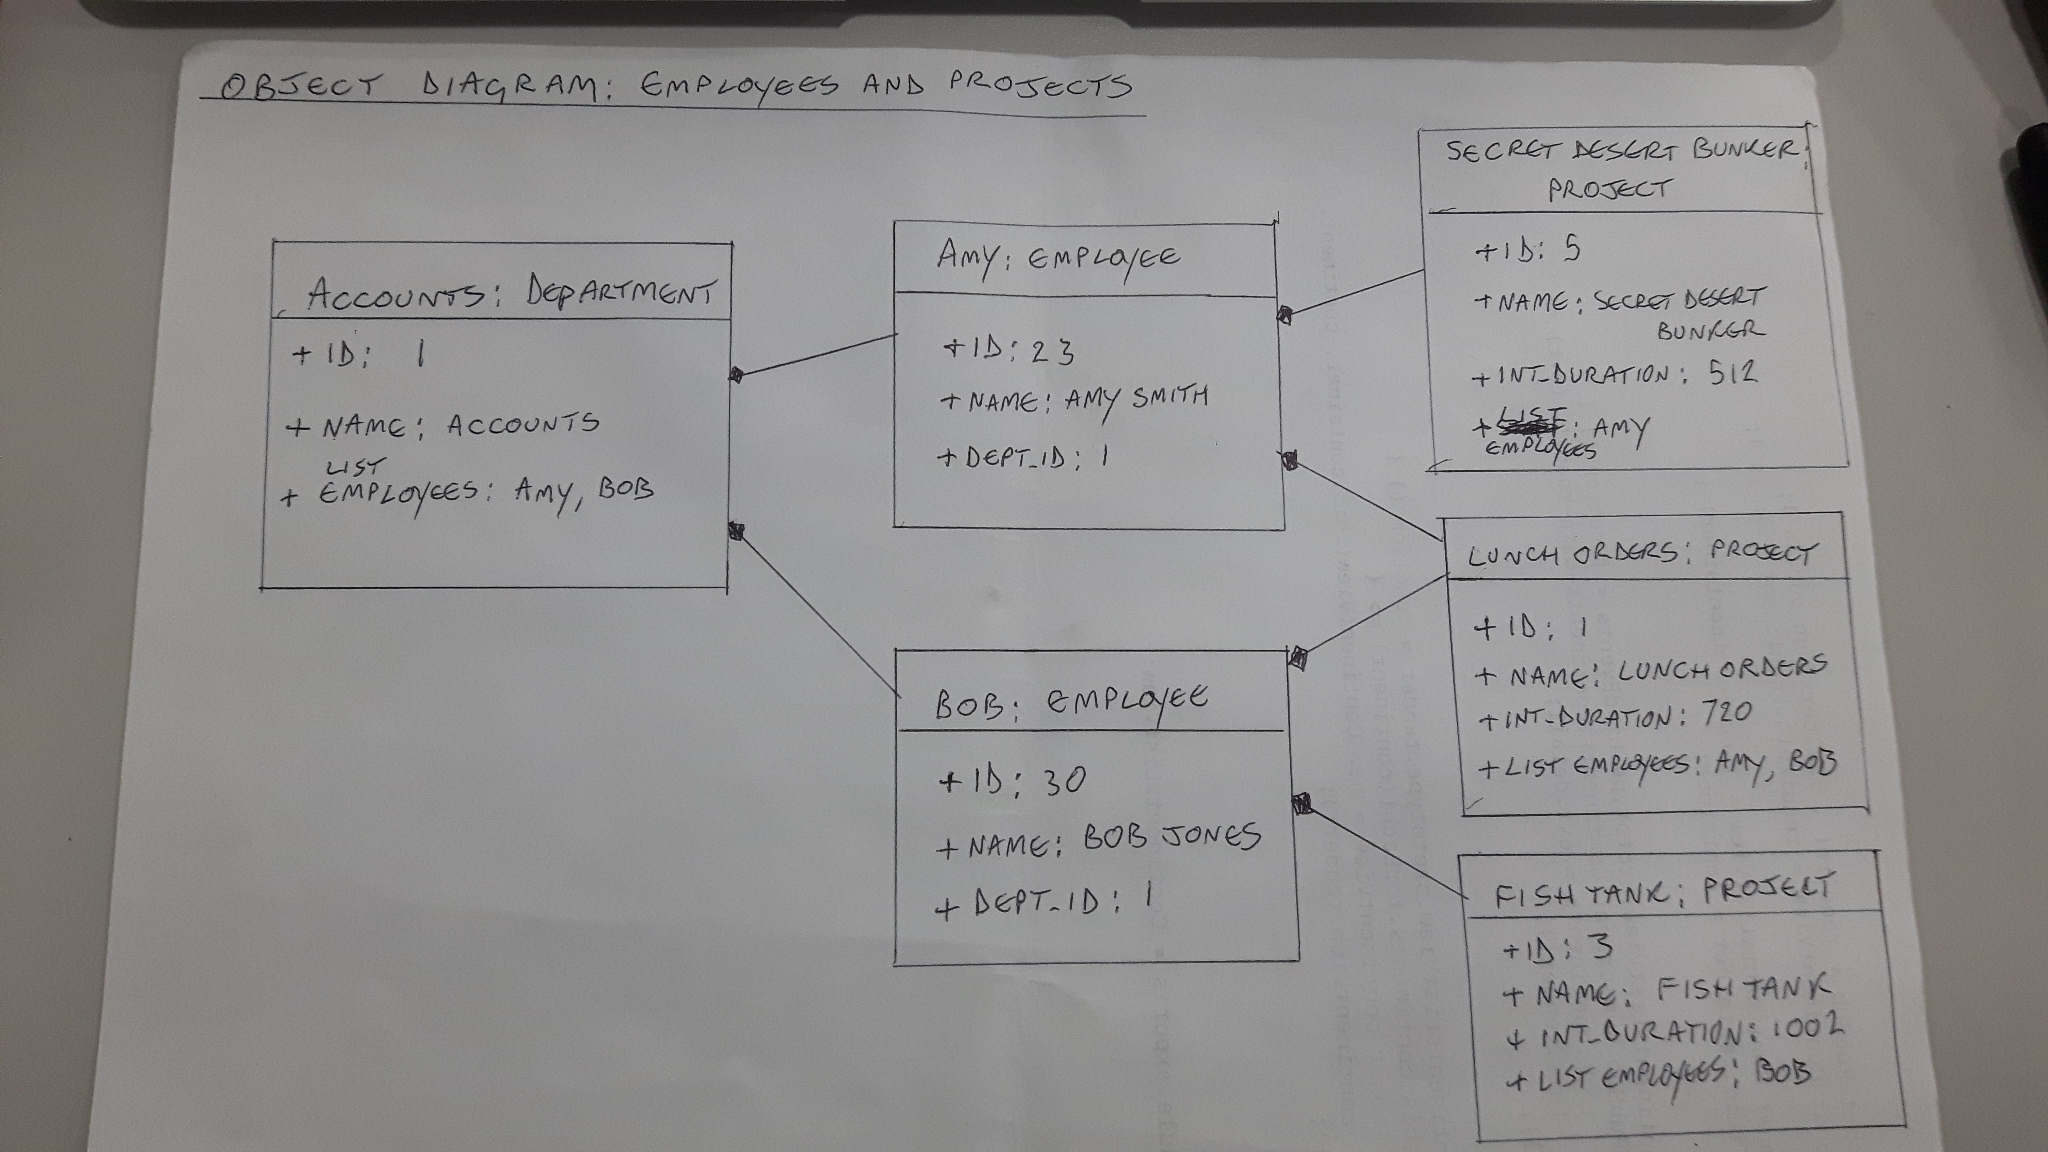 OBJECT DIAGRAM: EMPLOYEES AND PROJECTS
ACCOUNTS: DEPARTMENT
+ ID: 1
+ NAME: ACCOUNTS
LIST
+ EMPLOYEES: AMY, BOB
AMY: EMPLOYEE
+ ID: 23
+ NAME: AMY SMITH
+ DEPT_ID: 1
BOB: EMPLOYEE
+ ID: 30
+ NAME: BOB JONES
+ DEPT_ID: 1
SECRET DESERT BUNKER:
PROJECT
+ ID: 5
+ NAME: SECRET DESERT
BUNKER
+ INT_DURATION: 512
+ LIST : AMY
EMPLOYEES
LUNCH ORDERS: PROJECT
+ ID: 1
+ NAME: LUNCH ORDERS
+ INT_DURATION: 720
+ LIST EMPLOYEES: AMY, BOB
FISH TANK: PROJECT
+ ID: 3
+ NAME: FISH TANK
+ INT_DURATION: 1002
+ LIST EMPLOYEES: BOB